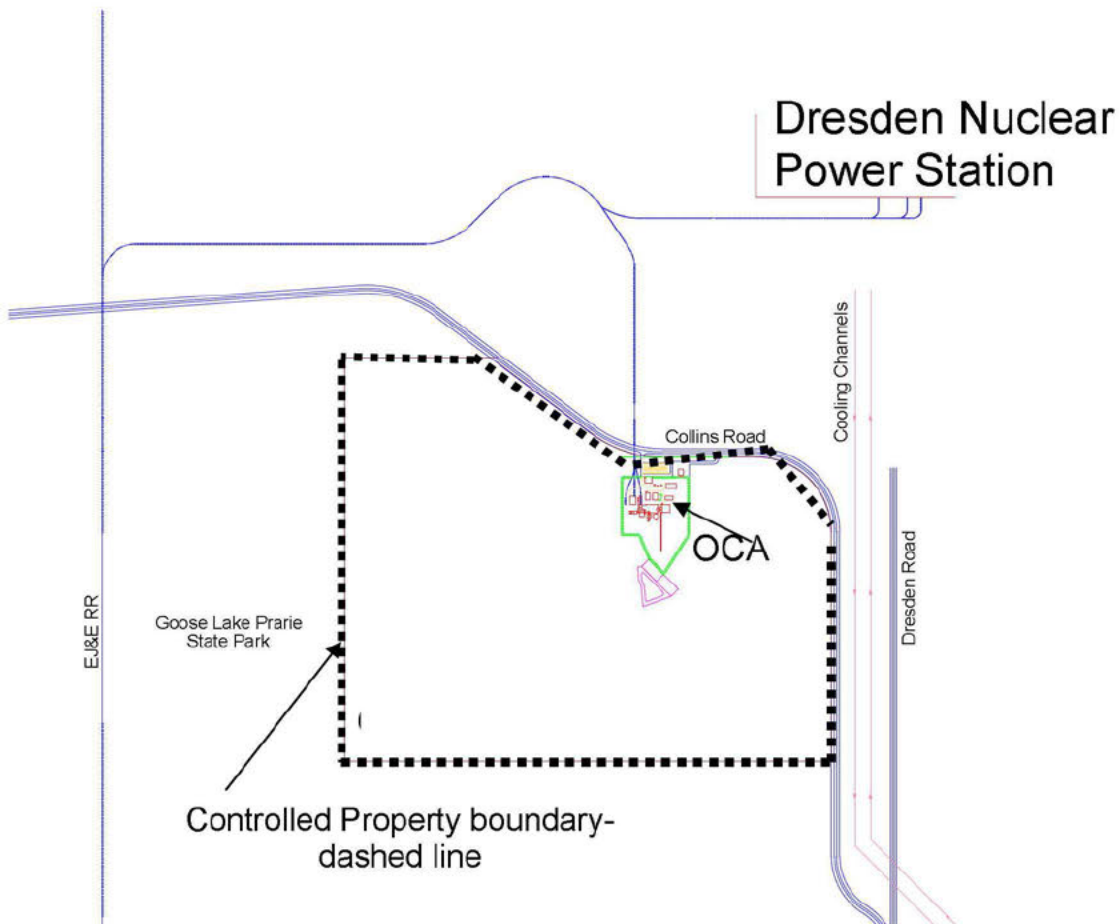 Dresden Nuclear
Power Station
Collins Road
Cooling Channels
OCA
Dresden Road
EJ&E RR
Goose Lake Prarie
State Park
Controlled Property boundary-
dashed line